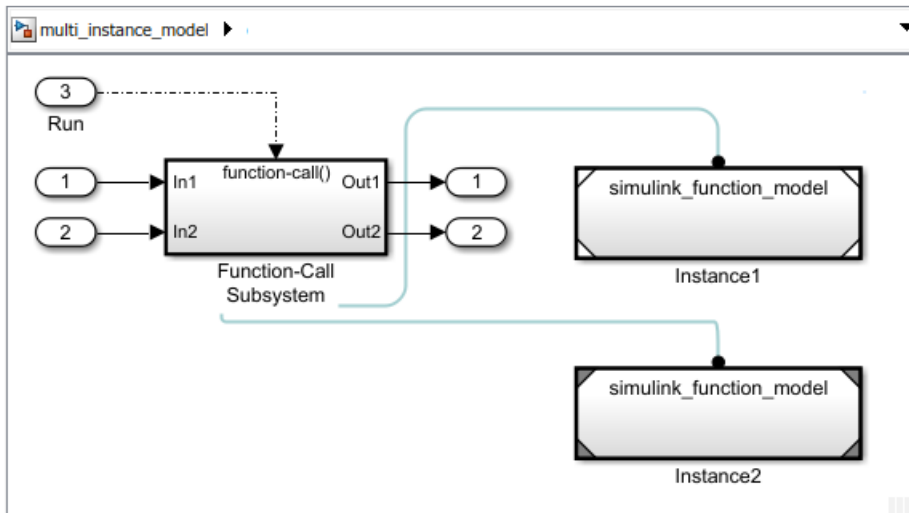 multi_instance_model
3
Run
function-call()
1
In1
Out1
1
2
In2
Out2
2
Function-Call
Subsystem
simulink_function_model
Instance1
simulink_function_model
Instance2